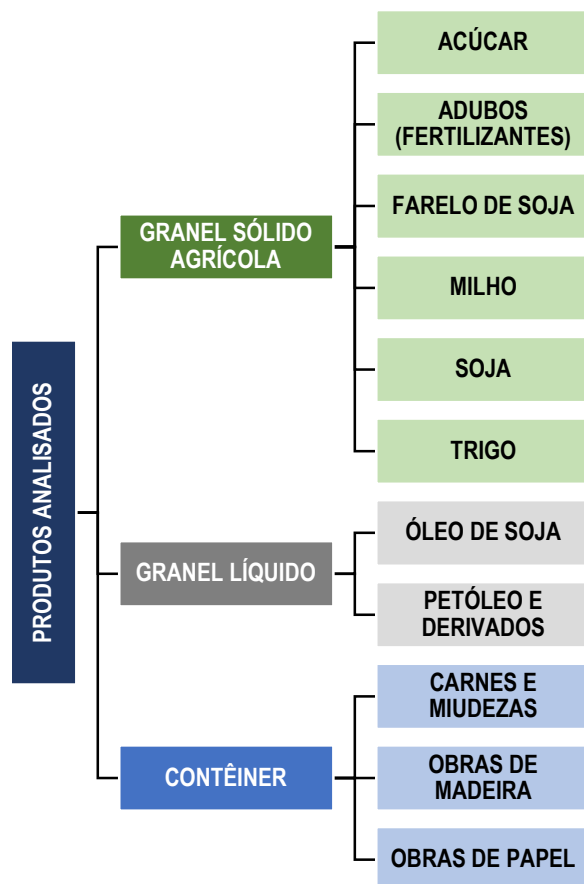 PRODUTOS ANALISADOS
GRANEL SÓLIDO
AGRÍCOLA
ACÚCAR
ADUBOS
(FERTILIZANTES)
FARELO DE SOJA
MILHO
SOJA
TRIGO
GRANEL LÍQUIDO
ÓLEO DE SOJA
PETÓLEO E
DERIVADOS
CONTÊINER
CARNES E
MIUDEZAS
OBRAS DE
MADEIRA
OBRAS DE PAPEL